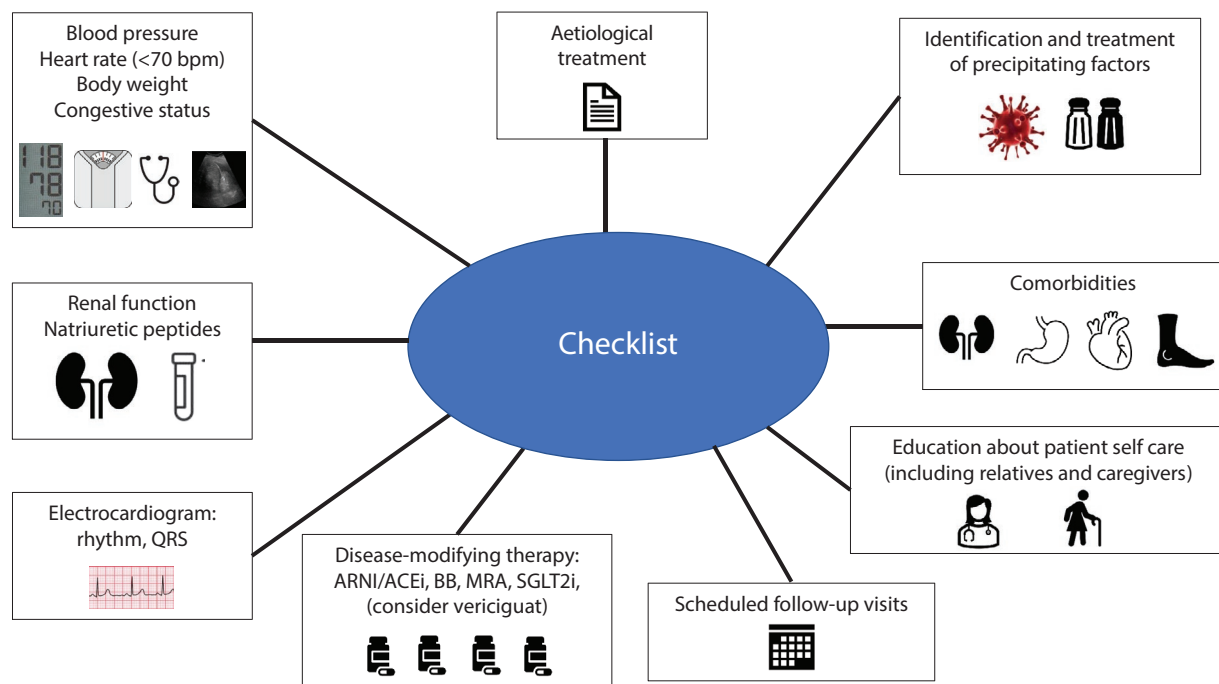 Blood pressure
Heart rate (<70 bpm)
Body weight
Congestive status
118
78
70
Aetiological
treatment
Identification and treatment
of precipitating factors
Renal function
Natriuretic peptides
Checklist
Comorbidities
Electrocardiogram:
rhythm, QRS
Disease-modifying therapy:
ARNI/ACEi, BB, MRA, SGLT2i,
(consider vericiguat)
Scheduled follow-up visits
Education about patient self care
(including relatives and caregivers)